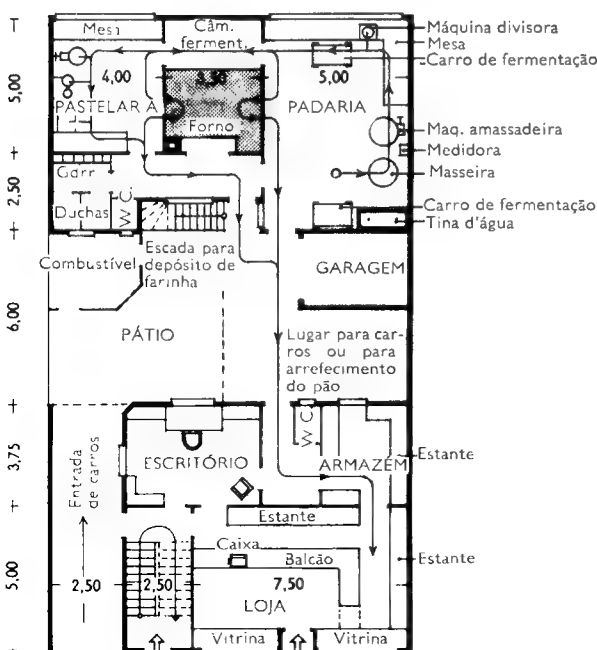 Mesa
Câm.
ferment.
Máquina divisora
Mesa
Carro de fermentação
5,00
4,00
3,50
5,00
PASTELARIA
PADARIA
Forno
Maq. amassadeira
Medidora
Masseira
2,50
Gdrr
Duchas
W C.
Carro de fermentação
Tina d'água
Combustível
Escada para
depósito de
farinha
GARAGEM
6,00
PÁTIO
Lugar para car-
ros ou para
arrefecimento
do pão
3,75
Entrada
de carros
ESCRITÓRIO
W C
ARMAZÉM
Estante
Estante
Caixa
Balcão
Estante
5,00
2,50
2,50
7,50
LOJA
Vitrina
Vitrina